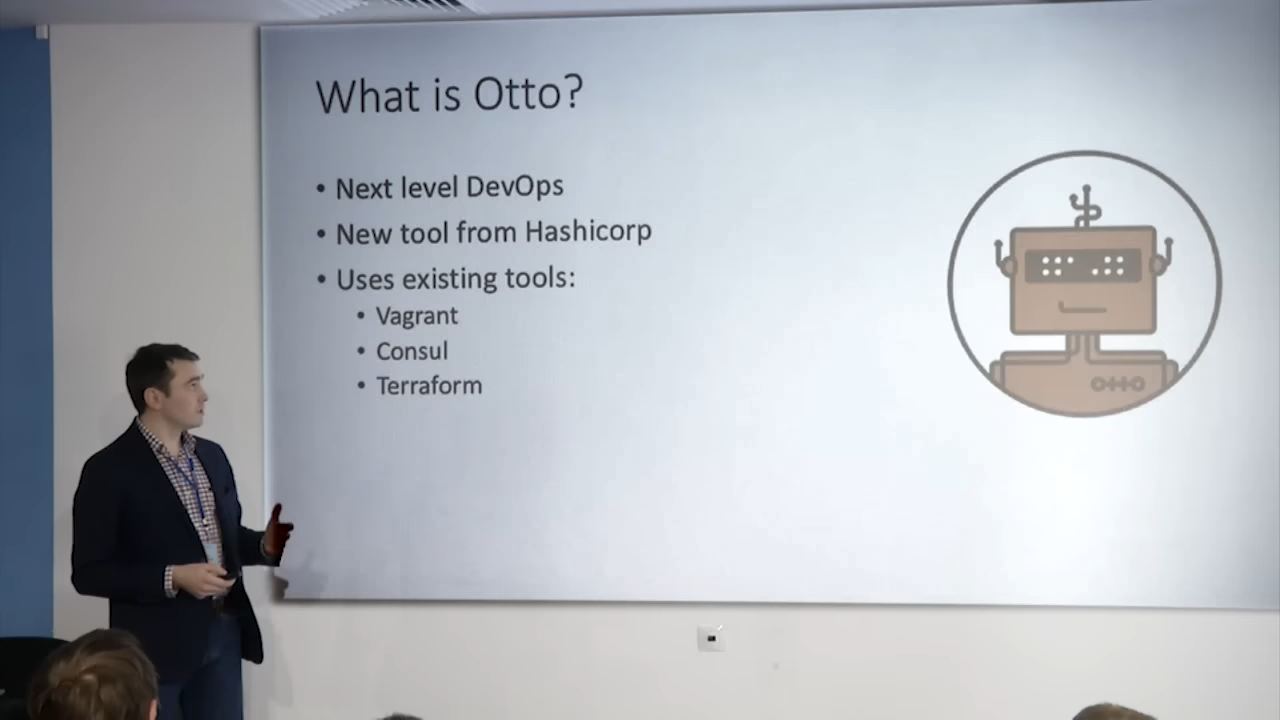 What is Otto?
• Next level DevOps
• New tool from Hashicorp
• Uses existing tools:
• Vagrant
• Consul
• Terraform
OTTO